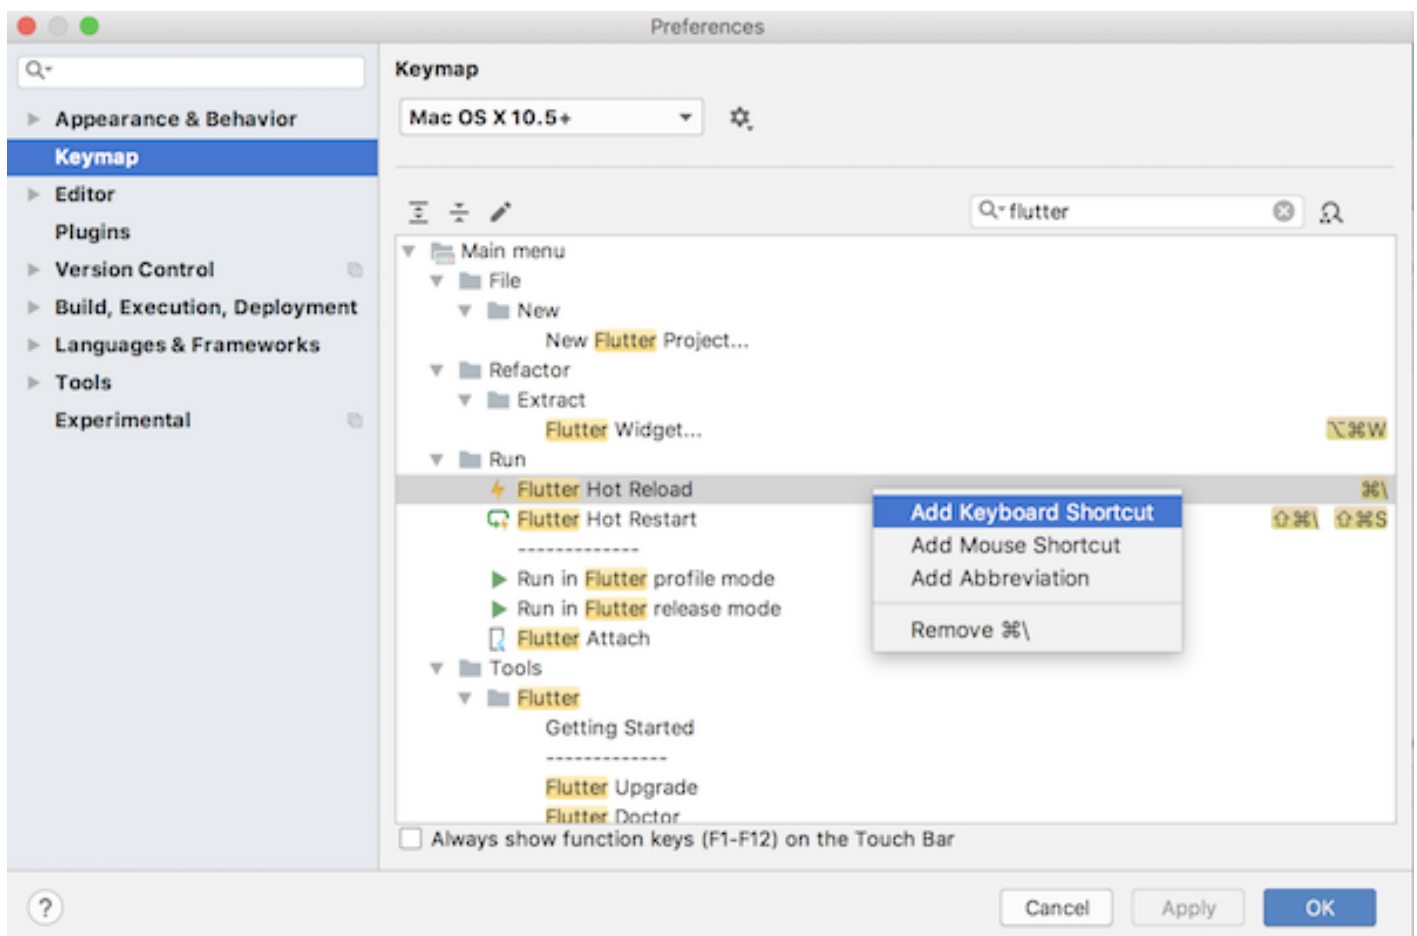 Preferences
Appearance & Behavior
Keymap
Editor
Plugins
Version Control
Build, Execution, Deployment
Languages & Frameworks
Tools
Experimental
Keymap
Mac OS X 10.5+
flutter
Main menu
File
New
New Flutter Project...
Refactor
Extract
Flutter Widget... ⌥⌘W
Run
Flutter Hot Reload ⌘\
Flutter Hot Restart ⇧⌘\ ⇧⌘S
-------------
Run in Flutter profile mode
Run in Flutter release mode
Flutter Attach
Tools
Flutter
Getting Started
-------------
Flutter Upgrade
Flutter Doctor
Add Keyboard Shortcut
Add Mouse Shortcut
Add Abbreviation
Remove ⌘\
Always show function keys (F1-F12) on the Touch Bar
?
Cancel
Apply
OK